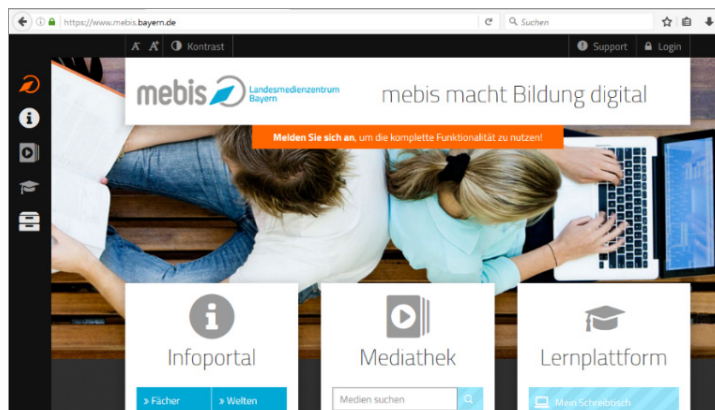 https://www.mebis.bayern.de
Suchen
A A Kontrast
Support Login
mebis Landesmedienzentrum
Bayern
mebis macht Bildung digital
Melden Sie sich an, um die komplette Funktionalität zu nutzen!
Infoportal
Mediathek
Lernplattform
» Fächer
» Welten
Medien suchen
Mein Schreibtisch